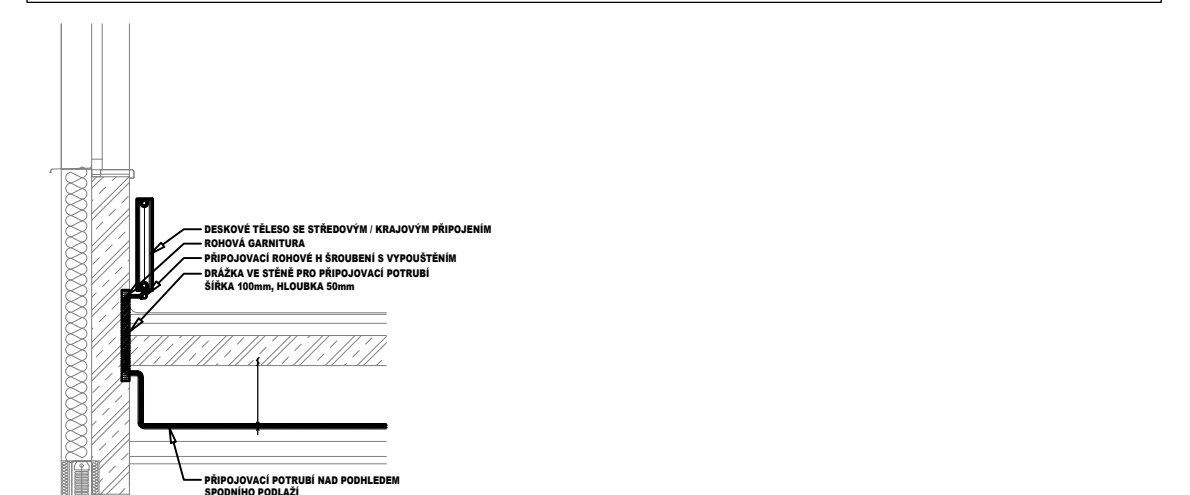 DESKOVÉ TĚLESO SE STŘEDOVÝM / KRAJOVÝM PŘIPOJENÍM
ROHOVÁ GARNITURA
PŘIPOJOVACÍ ROHOVÉ H ŠROUBENÍ S VYPOUŠTĚNÍM
DRÁŽKA VE STĚNĚ PRO PŘIPOJOVACÍ POTRUBÍ
ŠÍŘKA 100mm, HLOUBKA 50mm
PŘIPOJOVACÍ POTRUBÍ NAD PODHLEDEM
SPODNÍHO PODLAŽÍ